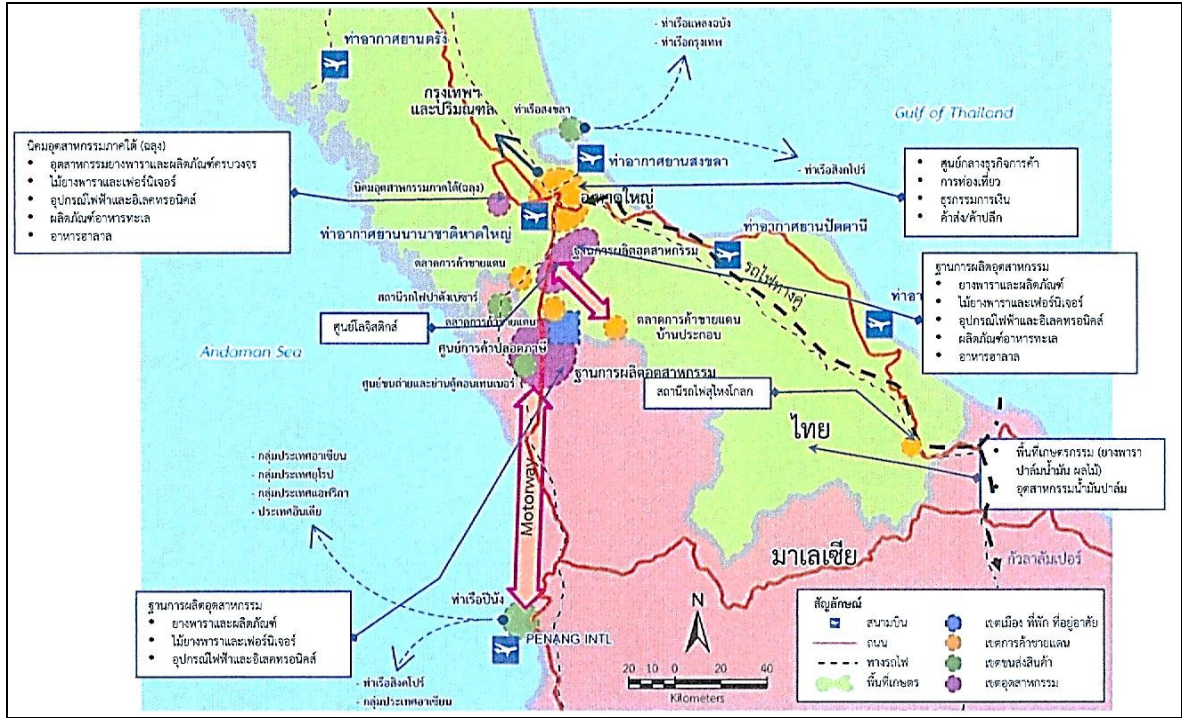 ท่าอากาศยานตรัง
- ท่าเรือแหลมฉบัง
- ท่าเรือกรุงเทพ
กรุงเทพฯ
และปริมณฑล
ท่าเรือสงขลา
Gulf of Thailand
นิคมอุตสาหกรรมภาคใต้ (ฉลุง)
• อุตสาหกรรมยางพาราและผลิตภัณฑ์ครบวงจร
• ไม้ยางพาราและเฟอร์นิเจอร์
• อุปกรณ์ไฟฟ้าและอิเลคทรอนิคส์
• ผลิตภัณฑ์อาหารทะเล
• อาหารฮาลาล
ท่าอากาศยานสงขลา
- ท่าเรือสิงคโปร์
• ศูนย์กลางธุรกิจการค้า
• การท่องเที่ยว
• ธุรกรรมการเงิน
• ค้าส่ง/ค้าปลีก
นิคมอุตสาหกรรมภาคใต้(ฉลุง)
อ.หาดใหญ่
ท่าอากาศยานนานาชาติหาดใหญ่
ท่าอากาศยานปัตตานี
ฐานการผลิตอุตสาหกรรม
รถไฟทางคู่
ตลาดการค้าชายแดน
สถานีรถไฟปาดังเบซาร์
ฐานการผลิตอุตสาหกรรม
• ยางพาราและผลิตภัณฑ์
• ไม้ยางพาราและเฟอร์นิเจอร์
• อุปกรณ์ไฟฟ้าและอิเลคทรอนิคส์
• ผลิตภัณฑ์อาหารทะเล
• อาหารฮาลาล
ศูนย์โลจิสติกส์
ตลาดการค้าชายแดน
ตลาดการค้าชายแดน
บ้านประกอบ
Andaman Sea
ศูนย์การค้าปลอดภาษี
ฐานการผลิตอุตสาหกรรม
ศูนย์ขนถ่ายและย่านตู้คอนเทนเนอร์
สถานีรถไฟสุไหงโกลก
ไทย
• พื้นที่เกษตรกรรม (ยางพารา
ปาล์มน้ำมัน ผลไม้)
• อุตสาหกรรมน้ำมันปาล์ม
- กลุ่มประเทศอาเซียน
- กลุ่มประเทศยุโรป
- กลุ่มประเทศแอฟริกา
- ประเทศอินเดีย
Motorway
มาเลเซีย
กัวลาลัมเปอร์
ฐานการผลิตอุตสาหกรรม
• ยางพาราและผลิตภัณฑ์
• ไม้ยางพาราและเฟอร์นิเจอร์
• อุปกรณ์ไฟฟ้าและอิเลคทรอนิคส์
ท่าเรือปีนัง
PENANG INTL
- ท่าเรือสิงคโปร์
- กลุ่มประเทศอาเซียน
N
20 10 0 20 40
Kilometers
สัญลักษณ์
สนามบิน
ถนน
ทางรถไฟ
พื้นที่เกษตร
เขตเมือง ที่พัก ที่อยู่อาศัย
เขตการค้าชายแดน
เขตขนส่งสินค้า
เขตอุตสาหกรรม